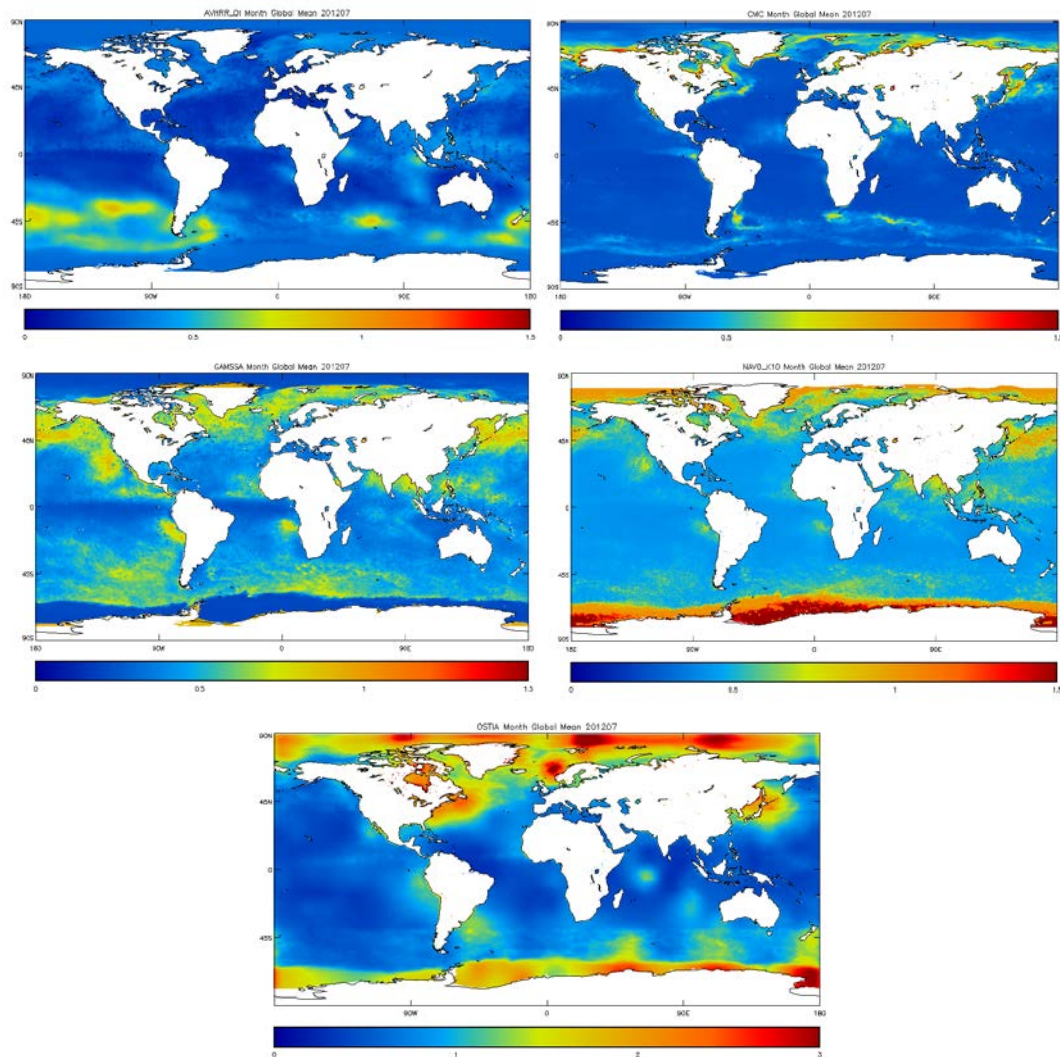 AVHRR_OI Month Global Mean 201207
90N
45N
0
45S
90S
180 90W 0 90E 180
0 0.5 1 1.5
CMC Month Global Mean 201207
90N
45N
0
45S
90S
180 90W 0 90E
0 0.5 1
GAMSSA Month Global Mean 201207
90N
45N
0
45S
90S
180 90W 0 90E 180
0 0.5 1 1.5
NAVO_K10 Month Global Mean 201207
90N
45N
0
45S
90S
180 90W 0 90E 180
0 0.5 1 1.5
OSTIA Month Global Mean 201207
90N
45N
0
45S
90W 0 90E 180
0 1 2 3